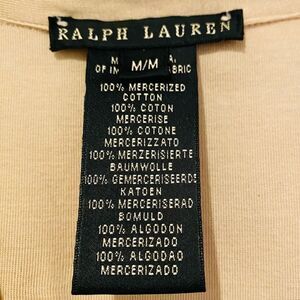 RALPH LAUREN
M/M
OF
100% MERCERIZED
COTTON
100% COTON
MERCERISE
100% COTONE
MERCERIZZATO
100% MERZERISIERTE
BAUMWOLLE
100% GEMERCERISEERDE
KATOEN
100% MERCERISERAD
BOMULD
100% ALGODON
MERCERIZADO
100% ALGODAO
MERCERIZADO